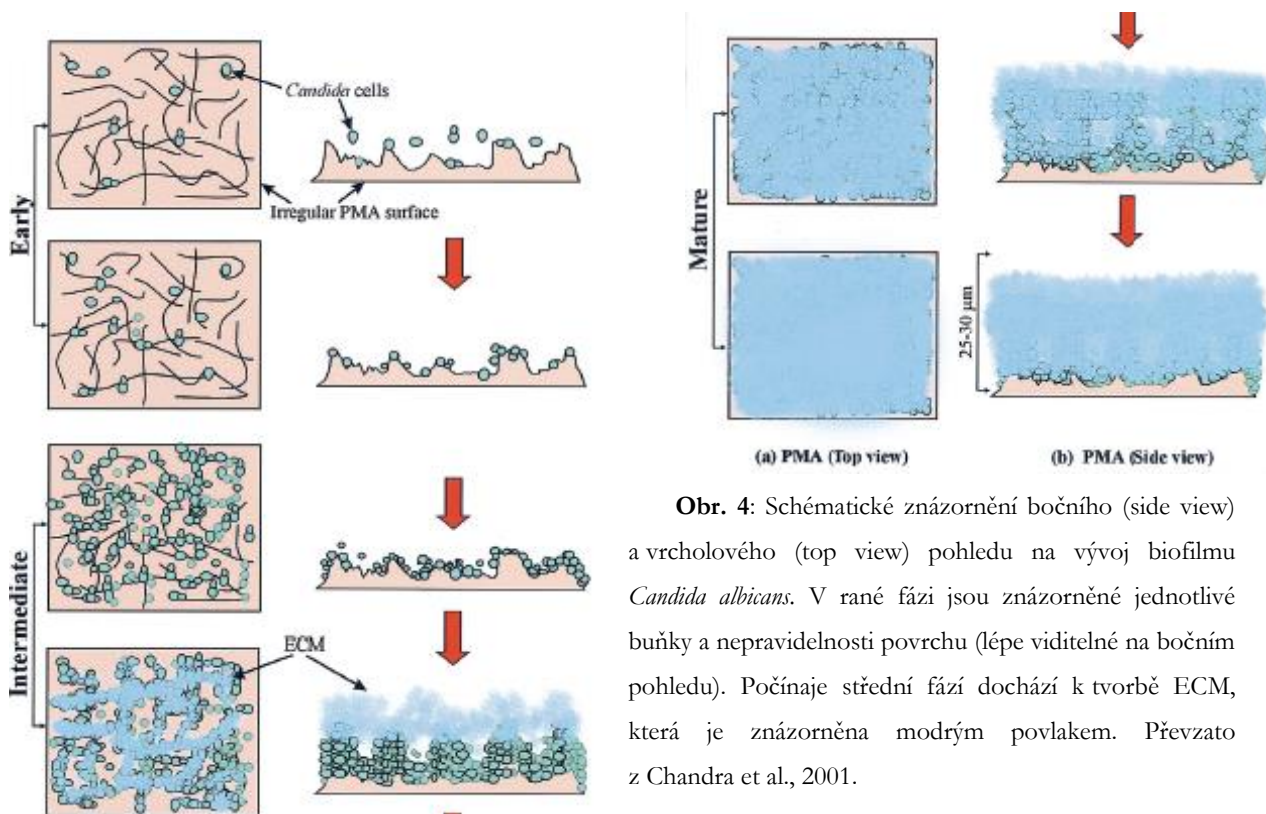 Candida cells
Irregular PMA surface
Early
Intermediate
ECM
Mature
25-30 µm
(a) PMA (Top view)
(b) PMA (Side view)
Obr. 4: Schématické znázornění bočního (side view)
a vrcholového (top view) pohledu na vývoj biofilmu
Candida albicans. V rané fázi jsou znázorněné jednotlivé
buňky a nepravidelnosti povrchu (lépe viditelné na bočním
pohledu). Počínaje střední fází dochází k tvorbě ECM,
která je znázorněna modrým povlakem. Převzato
z Chandra et al., 2001.